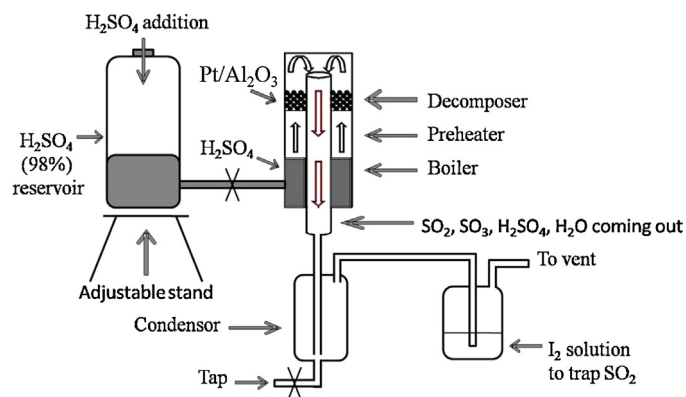 H₂SO₄ addition
Pt/Al₂O₃
H₂SO₄
(98%)
reservoir
H₂SO₄
Decomposer
Preheater
Boiler
SO₂, SO₃, H₂SO₄, H₂O coming out
Adjustable stand
To vent
Condensor
I₂ solution
to trap SO₂
Tap